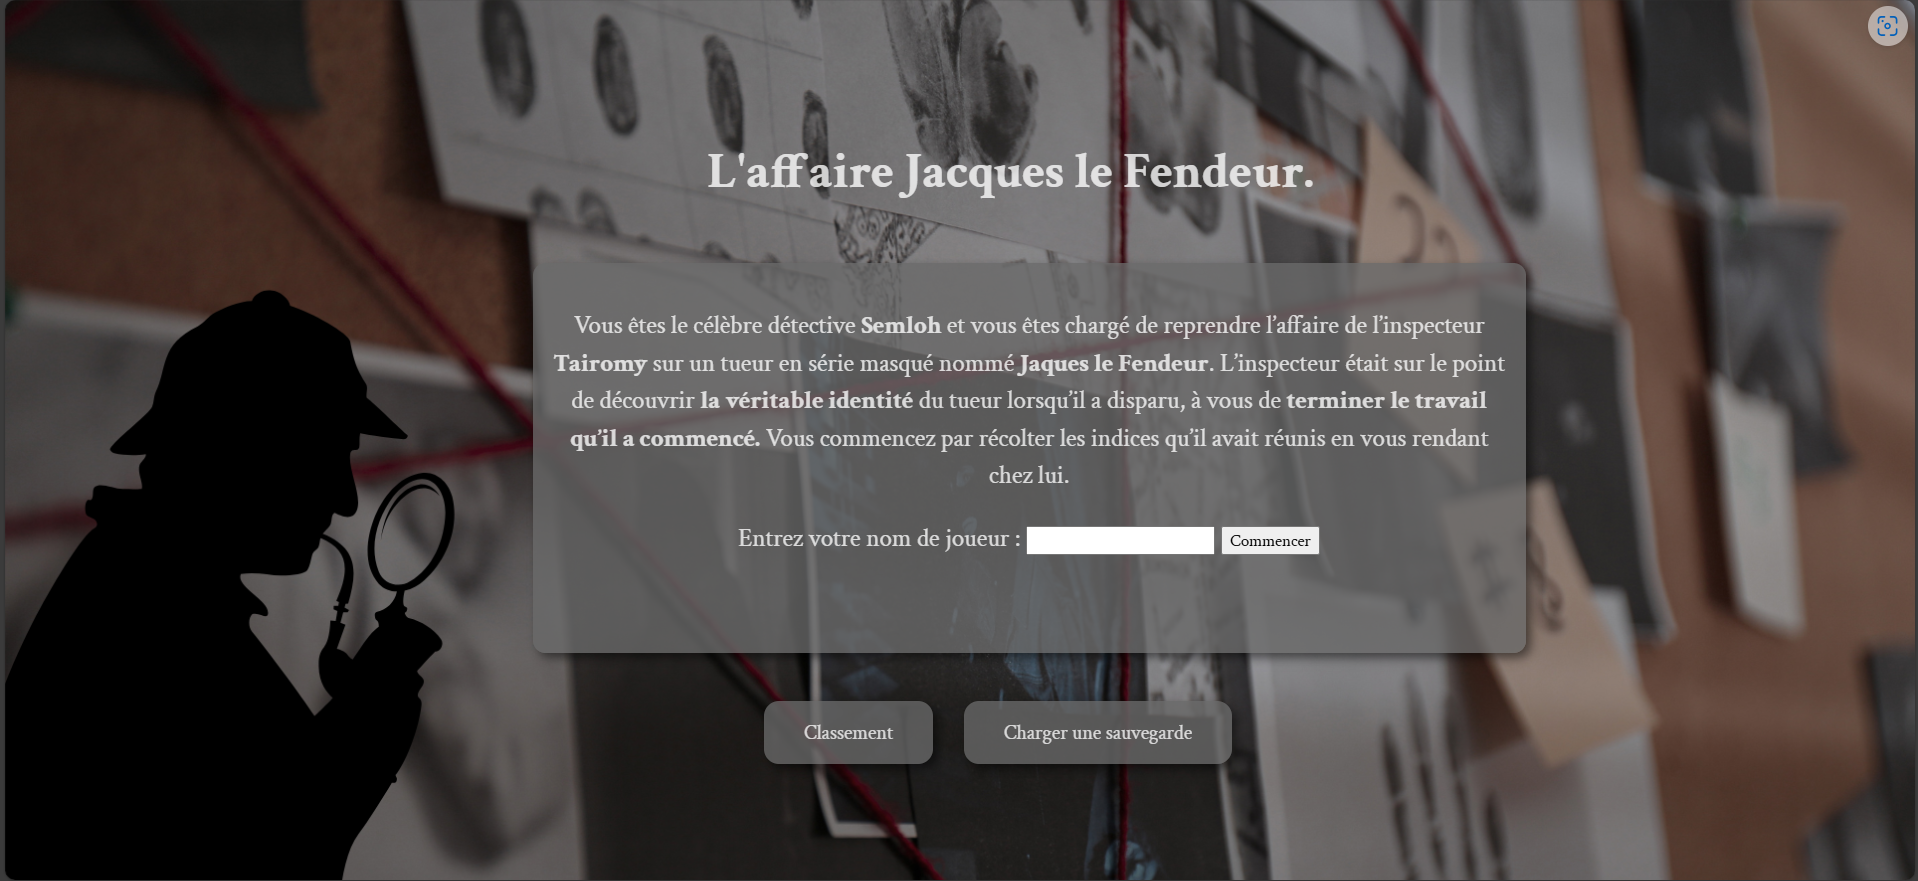 L'affaire Jacques le Fendeur.
Vous êtes le célèbre détective Semloh et vous êtes chargé de reprendre l’affaire de l’inspecteur
Tairomy sur un tueur en série masqué nommé Jaques le Fendeur. L’inspecteur était sur le point
de découvrir la véritable identité du tueur lorsqu’il a disparu, à vous de terminer le travail
qu’il a commencé. Vous commencez par récolter les indices qu’il avait réunis en vous rendant
chez lui.
Entrez votre nom de joueur : Commencer
Classement Charger une sauvegarde